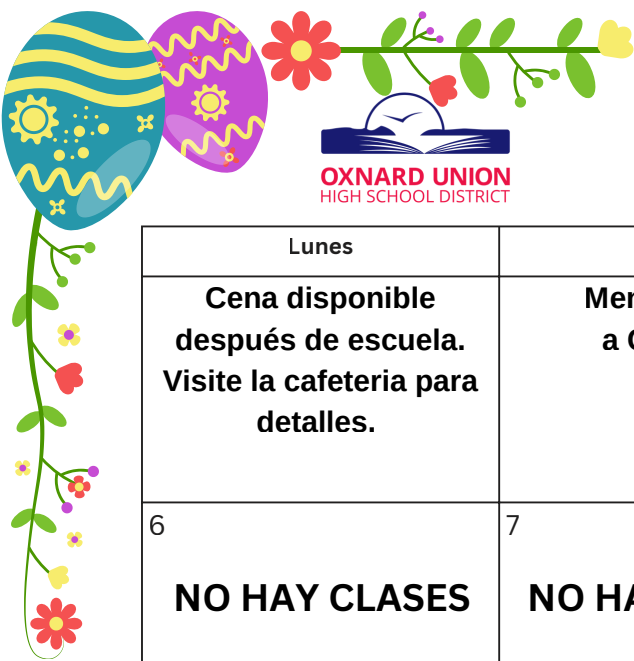 OXNARD UNION
HIGH SCHOOL DISTRICT
Lunes
Cena disponible
después de escuela.
Visite la cafeteria para
detalles.
a
6
7
NO HAY CLASES
NO